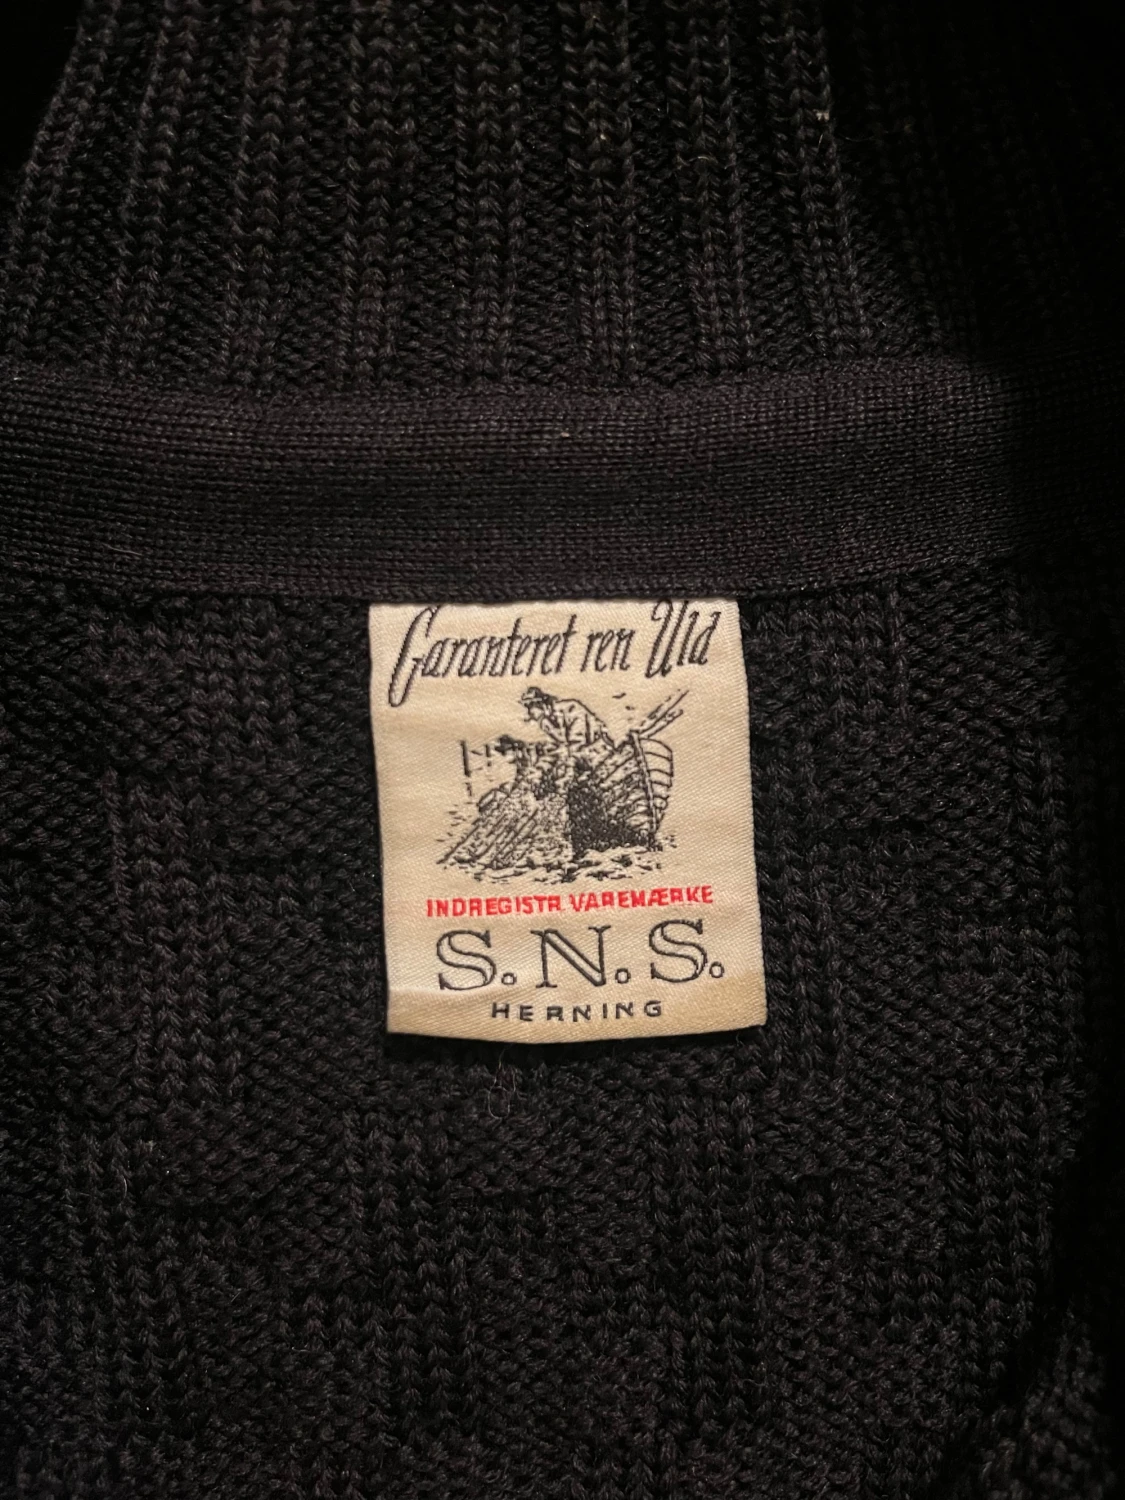 Garanteret ren Uld
INDREGISTR. VAREMÆRKE
S.N.S.
HERNING